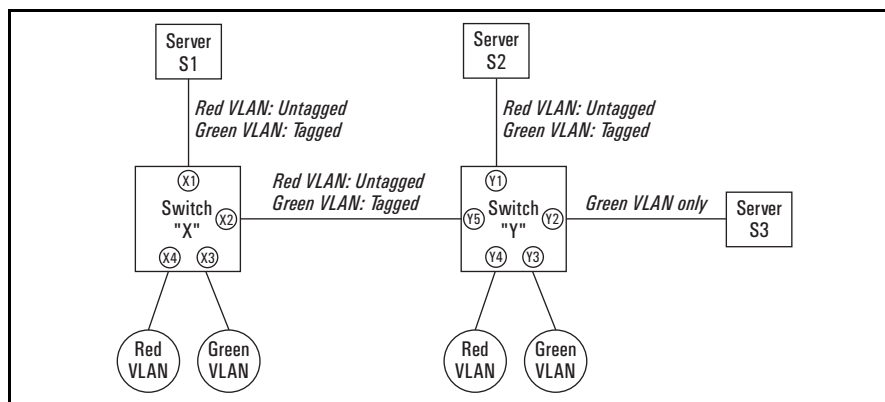 Server
S1
Server
S2
Red VLAN: Untagged
Green VLAN: Tagged
Red VLAN: Untagged
Green VLAN: Tagged
X1
Red VLAN: Untagged
Green VLAN: Tagged
Y1
Switch
"X"
X2
Y5
Switch
"Y"
Y2
Green VLAN only
Server
S3
X4
X3
Y4
Y3
Red
VLAN
Green
VLAN
Red
VLAN
Green
VLAN